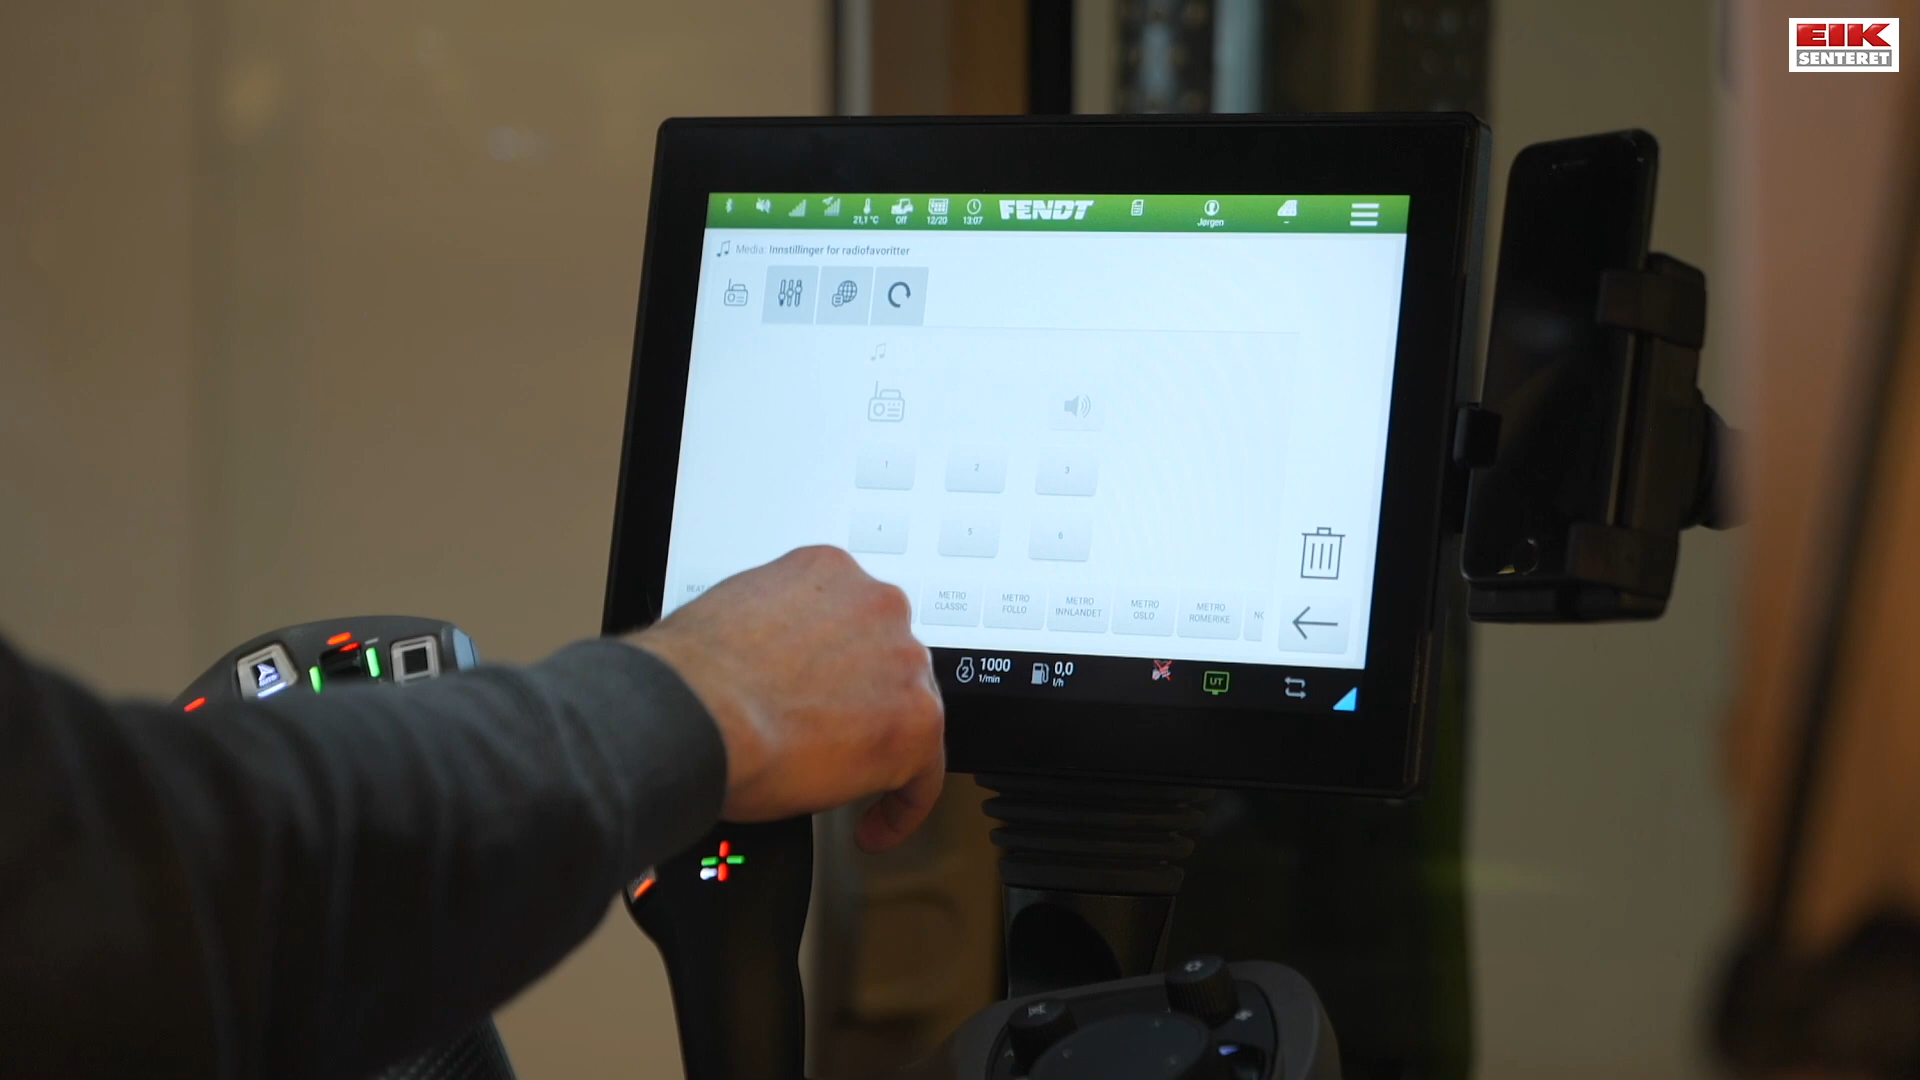 EIK
SENTERET
21,1 °C
Off
12/20
13:07
FENDT
Jørgen
Media: Innstillinger for radiofavoritter
1
2
3
4
5
6
METRO
CLASSIC
METRO
FOLLO
METRO
INNLANDET
METRO
OSLO
METRO
ROMERIKE
2
1000
1/min
0,0
l/h
UT